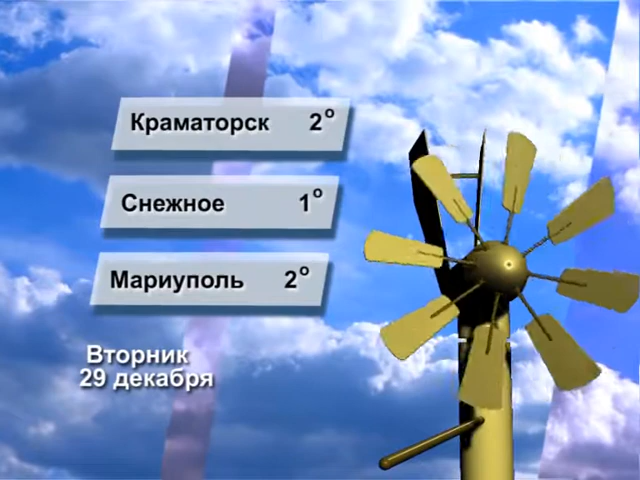 Краматорск 2°
Снежное 1°
Мариуполь 2°
Вторник
29 декабря